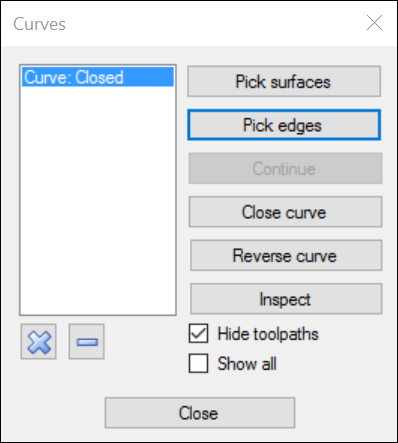 Curves
Curve: Closed
Pick surfaces
Pick edges
Continue
Close curve
Reverse curve
Inspect
Hide toolpaths
Show all
Close